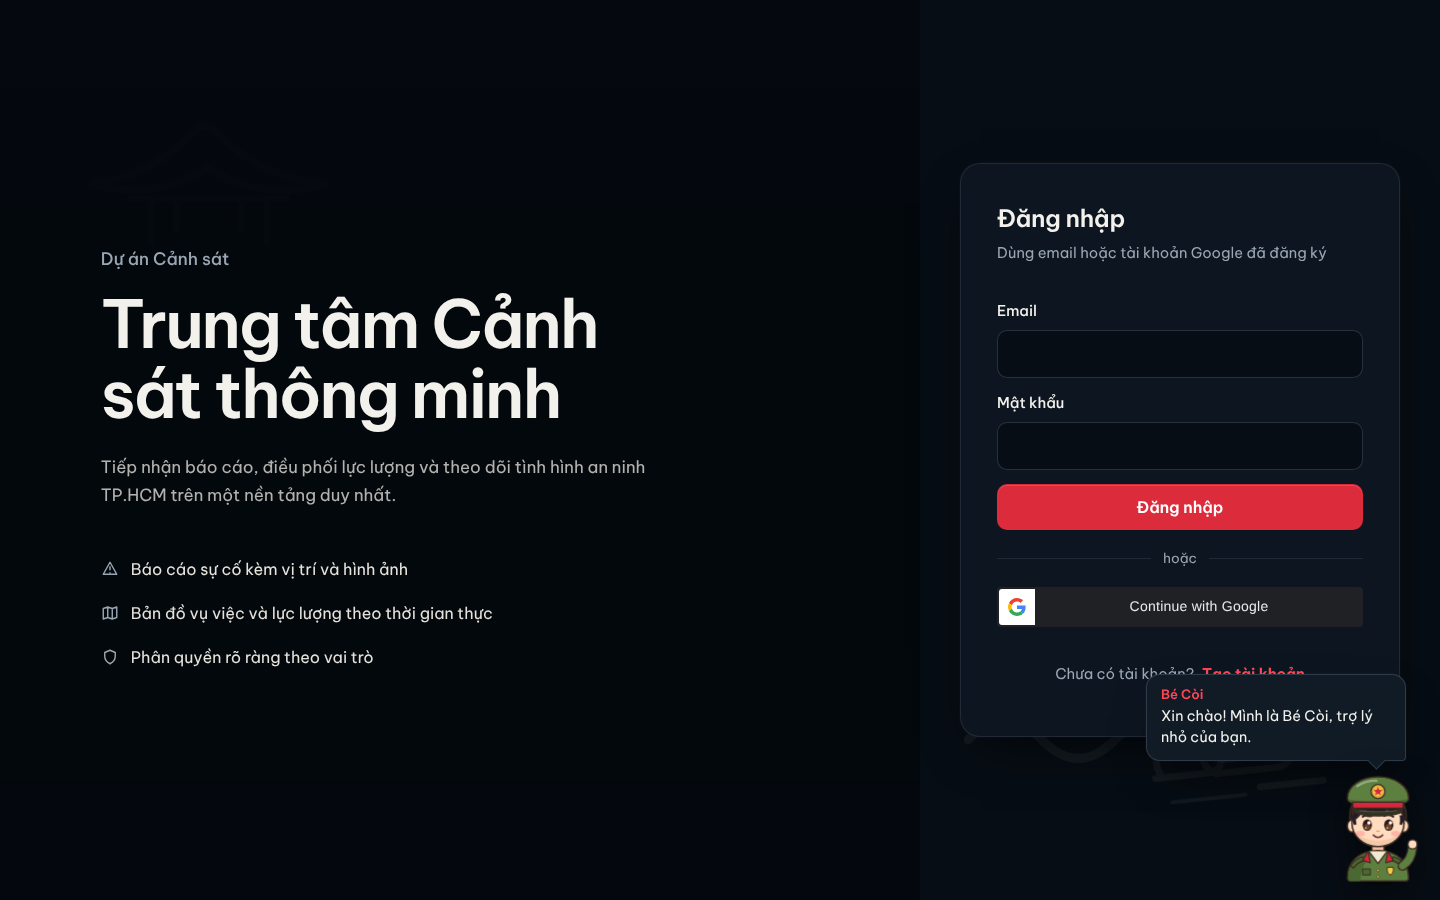 Dự án Cảnh sát
Trung tâm Cảnh
sát thông minh
Tiếp nhận báo cáo, điều phối lực lượng và theo dõi tình hình an ninh
TP.HCM trên một nền tảng duy nhất.
Báo cáo sự cố kèm vị trí và hình ảnh
Bản đồ vụ việc và lực lượng theo thời gian thực
Phân quyền rõ ràng theo vai trò
Đăng nhập
Dùng email hoặc tài khoản Google đã đăng ký
Email
Mật khẩu
Đăng nhập
hoặc
Continue with Google
Chưa có tài khoản? Tạo tài khoản
Bé Còi
Xin chào! Mình là Bé Còi, trợ lý
nhỏ của bạn.